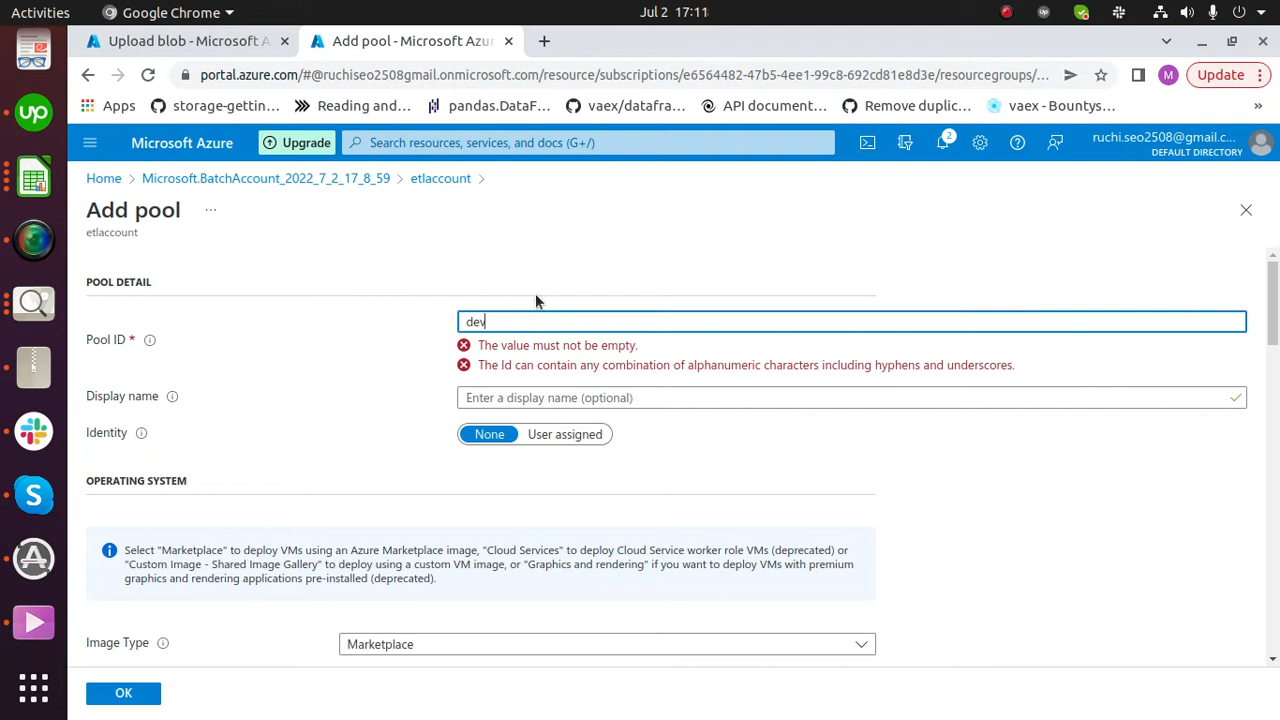 Activities
Google Chrome
Jul 2 17:11
Upload blob - Microsoft A
Add pool - Microsoft Azur
portal.azure.com/#@ruchiseo2508gmail.onmicrosoft.com/resource/subscriptions/e6564482-47b5-4ee1-99c8-692cd81e8d3e/resourcegroups/...
M
Update
Apps
storage-gettin...
Reading and...
pandas.DataF...
vaex/datafra...
API document...
Remove duplic...
vaex - Bountys...
»
Microsoft Azure
Upgrade
Search resources, services, and docs (G+/)
2
ruchi.seo2508@gmail.c...
DEFAULT DIRECTORY
Home > Microsoft.BatchAccount_2022_7_2_17_8_59 > etlaccount >
Add pool ...
etlaccount
POOL DETAIL
Pool ID *
dev
The value must not be empty.
The Id can contain any combination of alphanumeric characters including hyphens and underscores.
Display name
Enter a display name (optional)
Identity
None
User assigned
OPERATING SYSTEM
Select "Marketplace" to deploy VMs using an Azure Marketplace image, "Cloud Services" to deploy Cloud Service worker role VMs (deprecated) or
"Custom Image - Shared Image Gallery" to deploy using a custom VM image, or "Graphics and rendering" if you want to deploy VMs with premium
graphics and rendering applications pre-installed (deprecated).
Image Type
Marketplace
OK
up
S
A